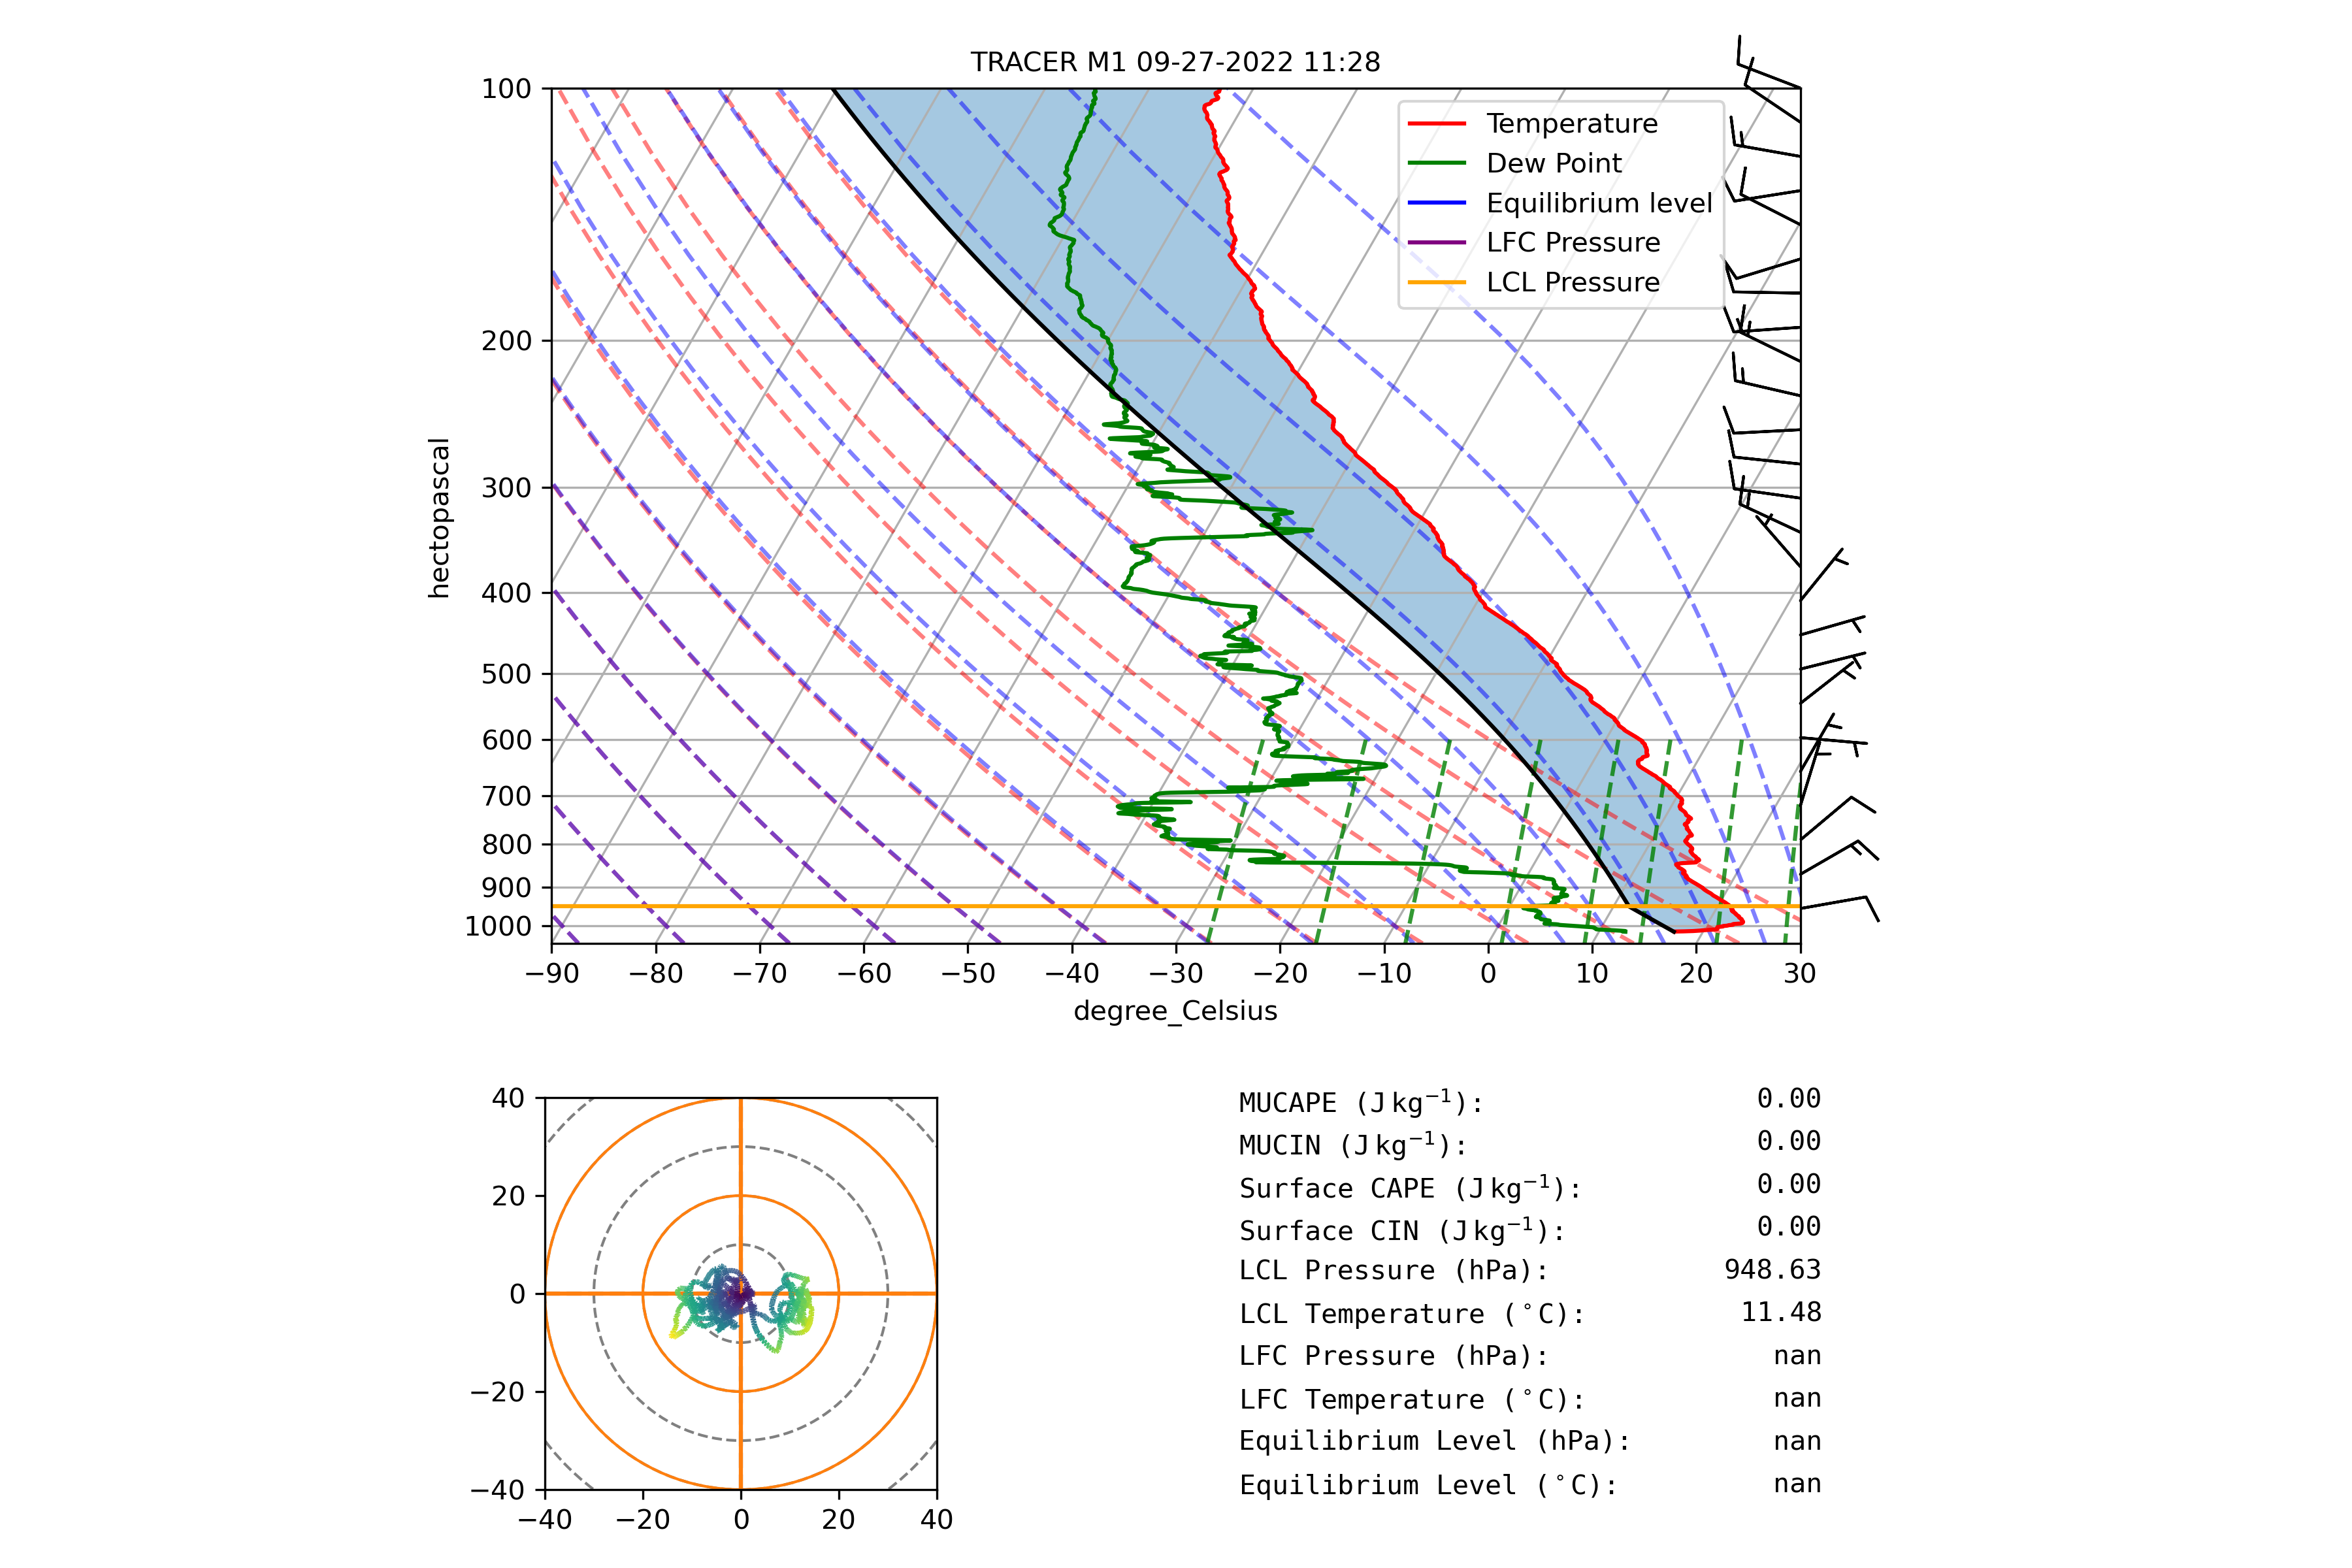 TRACER M1 09-27-2022 11:28
100
200
300
400
500
600
700
800
900
1000
hectopascal
Temperature
Dew Point
Equilibrium level
LFC Pressure
LCL Pressure
−90 −80 −70 −60 −50 −40 −30 −20 −10 0 10 20 30
degree_Celsius
40
20
0
−20
−40
−40 −20 0 20 40
MUCAPE (J kg⁻¹): 0.00
MUCIN (J kg⁻¹): 0.00
Surface CAPE (J kg⁻¹): 0.00
Surface CIN (J kg⁻¹): 0.00
LCL Pressure (hPa): 948.63
LCL Temperature (°C): 11.48
LFC Pressure (hPa): nan
LFC Temperature (°C): nan
Equilibrium Level (hPa): nan
Equilibrium Level (°C): nan